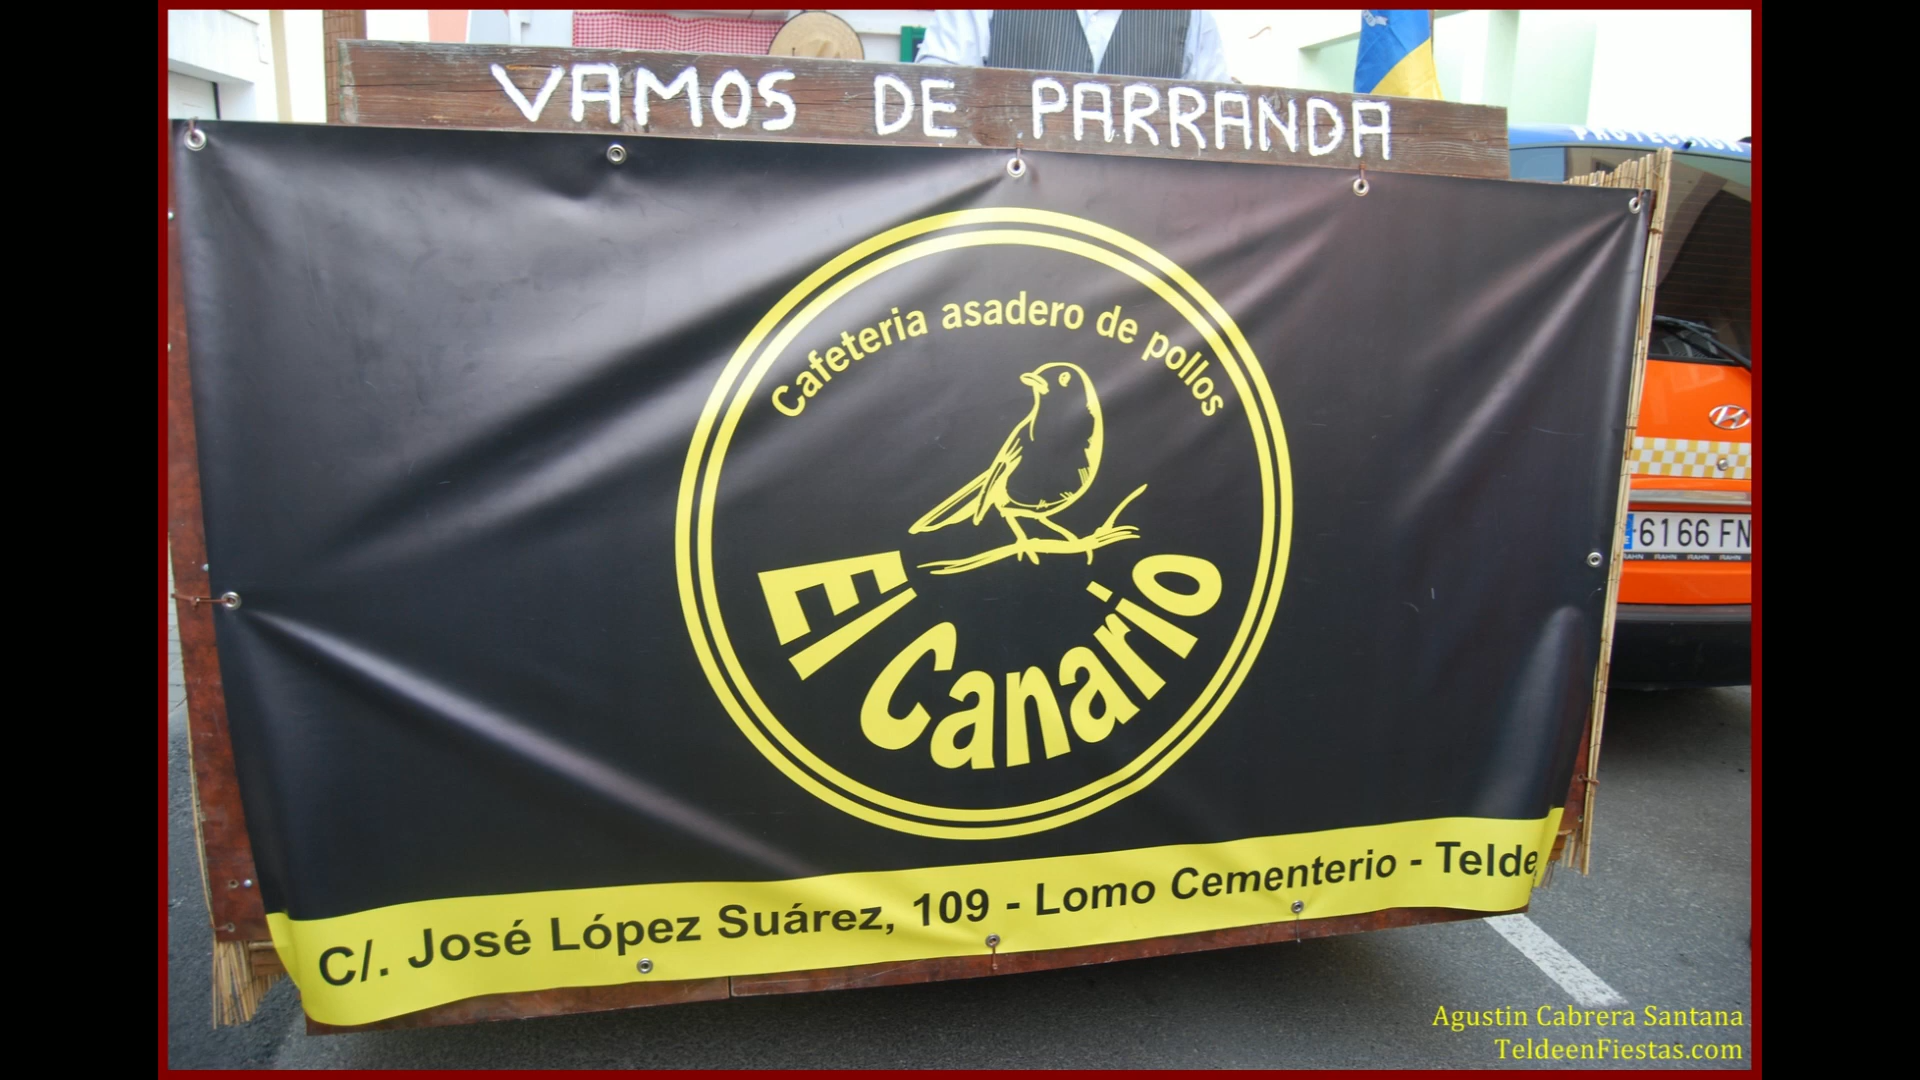 VAMOS DE PARRANDA
PROTECCION
Cafeteria asadero de pollos
El Canario
6166 FN
C/. José López Suárez, 109 - Lomo Cementerio - Telde
Agustin Cabrera Santana
TeldeenFiestas.com